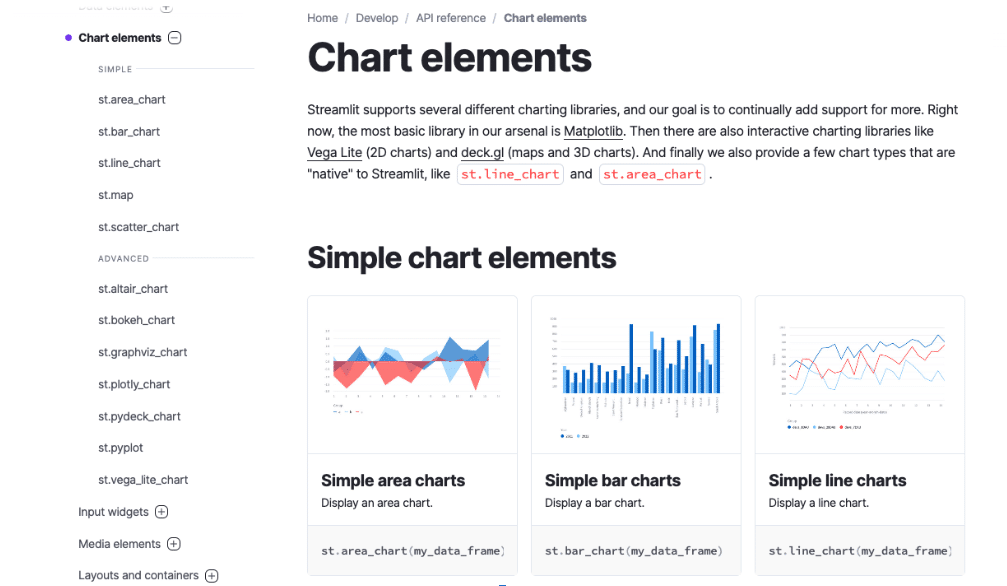 Chart elements
SIMPLE
st.area_chart
st.bar_chart
st.line_chart
st.map
st.scatter_chart
ADVANCED
st.altair_chart
st.bokeh_chart
st.graphviz_chart
st.plotly_chart
st.pydeck_chart
st.pyplot
st.vega_lite_chart
Input widgets
Media elements
Layouts and containers
Home / Develop / API reference / Chart elements
Chart elements
Streamlit supports several different charting libraries, and our goal is to continually add support for more. Right
now, the most basic library in our arsenal is Matplotlib. Then there are also interactive charting libraries like
Vega Lite (2D charts) and deck.gl (maps and 3D charts). And finally we also provide a few chart types that are
"native" to Streamlit, like st.line_chart and st.area_chart .
Simple chart elements
Simple area charts
Display an area chart.
st.area_chart(my_data_frame)
Simple bar charts
Display a bar chart.
st.bar_chart(my_data_frame)
Simple line charts
Display a line chart.
st.line_chart(my_data_frame)